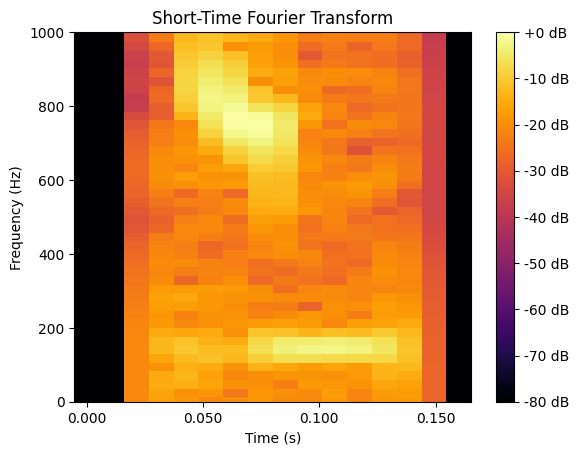 Short-Time Fourier Transform
Frequency (Hz)
1000
800
600
400
200
0
0.000 0.050 0.100 0.150
Time (s)
+0 dB
-10 dB
-20 dB
-30 dB
-40 dB
-50 dB
-60 dB
-70 dB
-80 dB